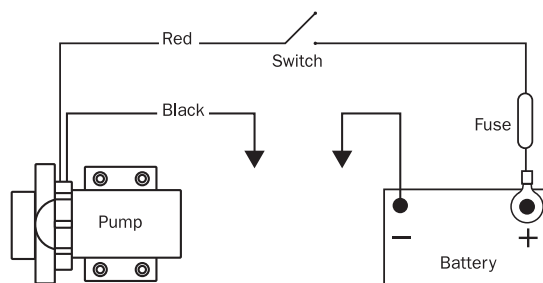 Red
Switch
Black
Fuse
Pump
− +
Battery